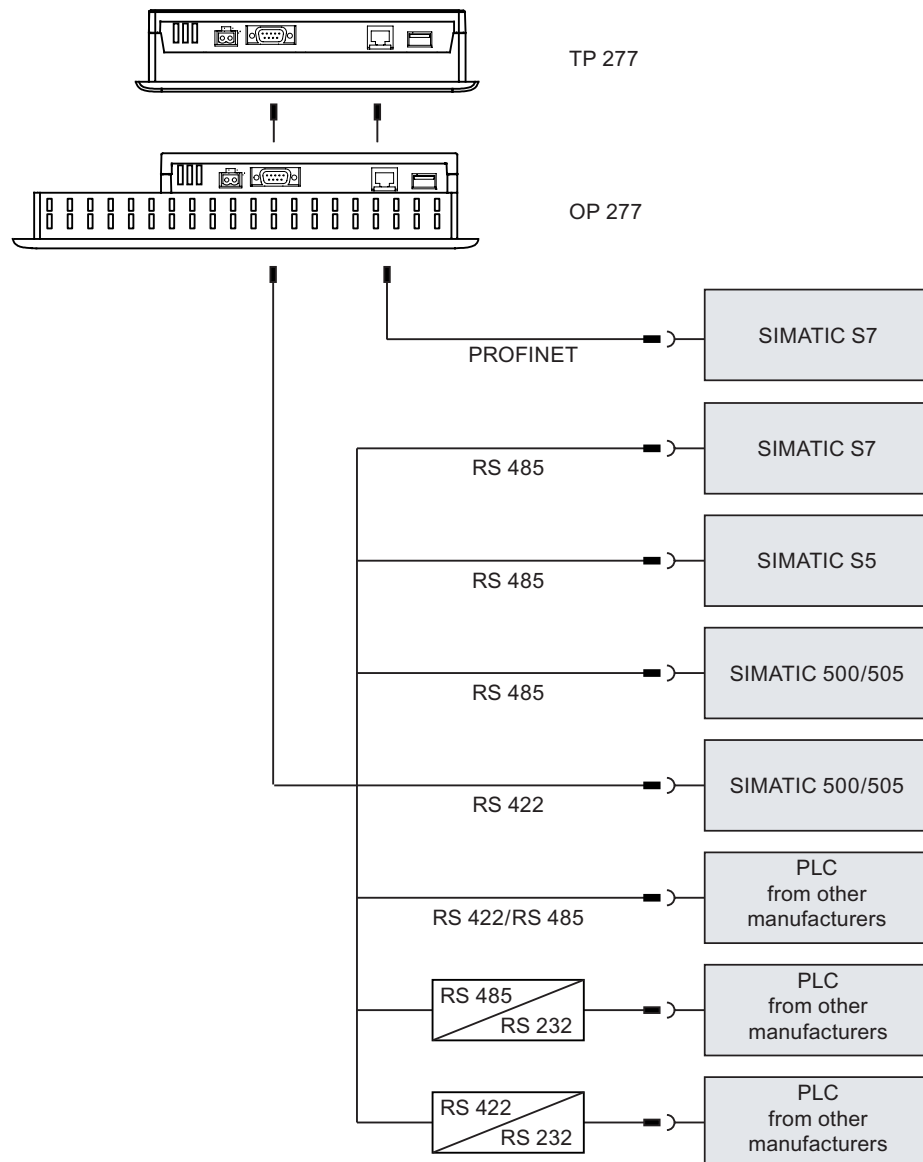 TP 277
OP 277
SIMATIC S7
PROFINET
SIMATIC S7
RS 485
SIMATIC S5
RS 485
SIMATIC 500/505
RS 485
SIMATIC 500/505
RS 422
PLC
from other
manufacturers
RS 422/RS 485
PLC
from other
manufacturers
RS 485
RS 232
PLC
from other
manufacturers
RS 422
RS 232